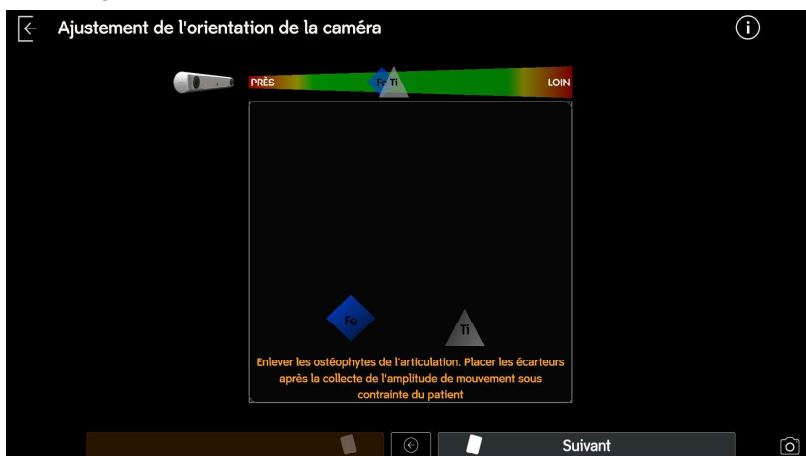 Ajustement de l'orientation de la caméra
PRÈS
Fe
Ti
LOIN
Fe
Ti
Enlever les ostéophytes de l'articulation. Placer les écarteurs
après la collecte de l'amplitude de mouvement sous
contrainte du patient
Suivant